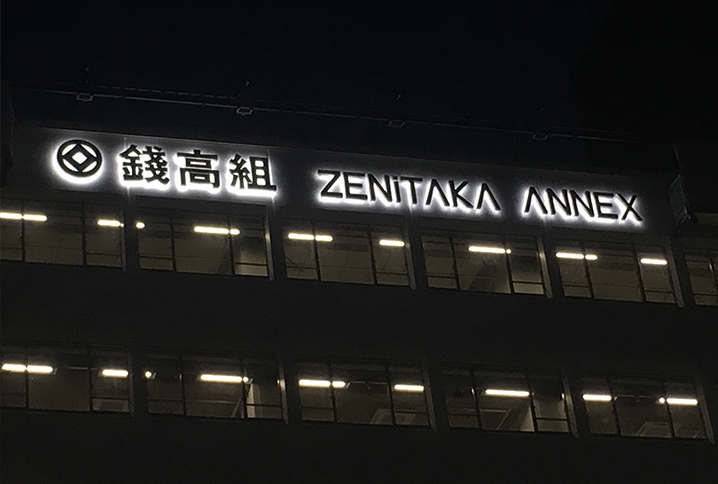 錢高組 ZENiTAKA ANNEX